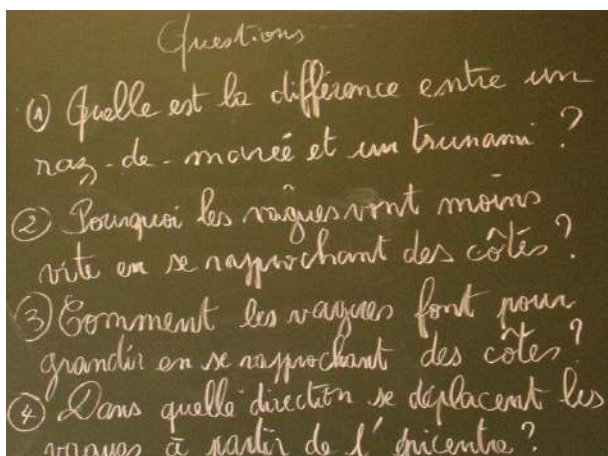 Questions
① Quelle est la différence entre un
raz-de-marée et un tsunami ?
② Pourquoi les vagues vont moins
vite en se rapprochant des côtés ?
③ Comment les vagues font pour
grandir en se rapprochant des côtes ?
④ Dans quelle direction se déplacent les
vagues à partir de l'épicentre ?